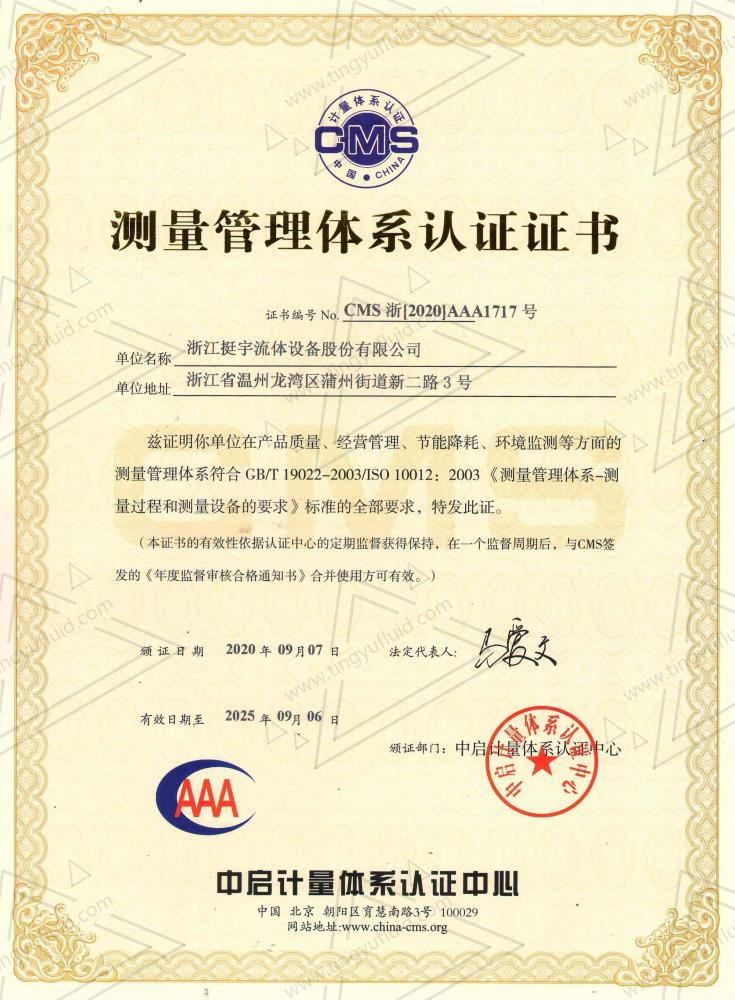 计量体系认证
CMS
中国 ● CHINA
测量管理体系认证证书
证书编号 No. CMS 浙[2020]AAA1717 号
单位名称 浙江挺宇流体设备股份有限公司
单位地址 浙江省温州龙湾区蒲州街道新二路3号
兹证明你单位在产品质量、经营管理、节能降耗、环境监测等方面的
测量管理体系符合 GB/T 19022-2003/ISO 10012：2003《测量管理体系-测
量过程和测量设备的要求》标准的全部要求，特发此证。
（本证书的有效性依据认证中心的定期监督获得保持，在一个监督周期后，与CMS签
发的《年度监督审核合格通知书》合并使用方可有效。）
颁证日期 2020 年 09 月 07 日 法定代表人：
有效日期至 2025 年 09 月 06 日
颁证部门：中启计量体系认证中心
中启计量体系认证中心
AAA
中启计量体系认证中心
中国 北京 朝阳区育慧南路3号 100029
网站地址:www.china-cms.org
www.tingyufluid.com